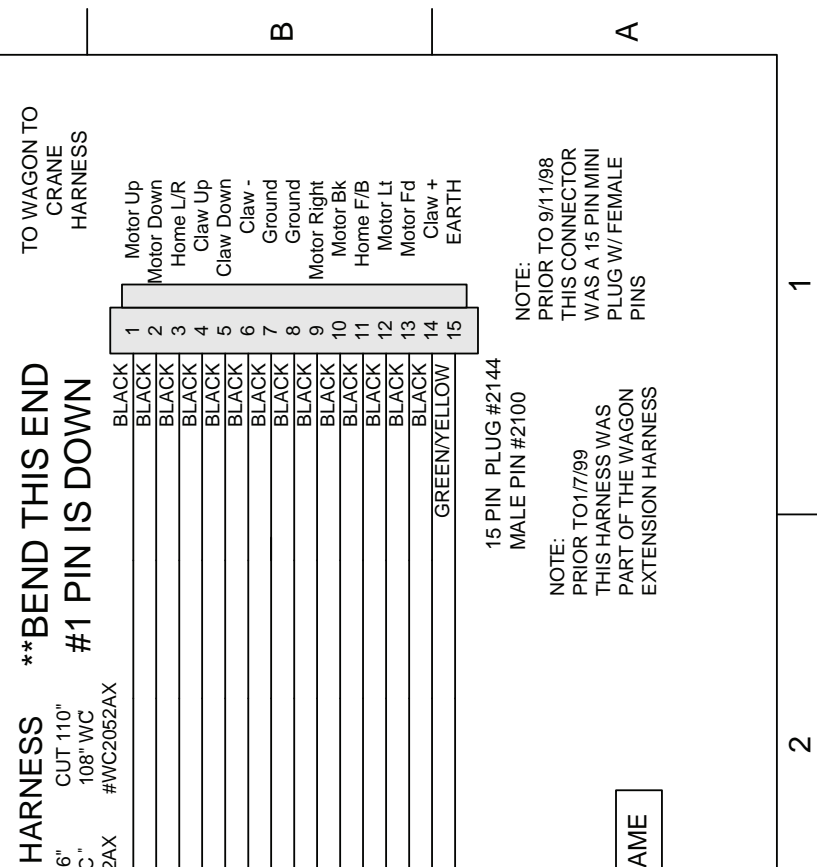 HARNESS
6"
C "
2AX
CUT 110"
108" WC
#WC2052AX
**BEND THIS END
#1 PIN IS DOWN
TO WAGON TO
CRANE
HARNESS
BLACK 1 Motor Up
BLACK 2 Motor Down
BLACK 3 Home L/R
BLACK 4 Claw Up
BLACK 5 Claw Down
BLACK 6 Claw -
BLACK 7 Ground
BLACK 8 Ground
BLACK 9 Motor Right
BLACK 10 Motor Bk
BLACK 11 Home F/B
BLACK 12 Motor Lt
BLACK 13 Motor Fd
BLACK 14 Claw +
GREEN/YELLOW 15 EARTH
15 PIN PLUG #2144
MALE PIN #2100
NOTE:
PRIOR TO 9/11/98
THIS CONNECTOR
WAS A 15 PIN MINI
PLUG W/ FEMALE
PINS
NOTE:
PRIOR TO1/7/99
THIS HARNESS WAS
PART OF THE WAGON
EXTENSION HARNESS
AME
B
A
2
1